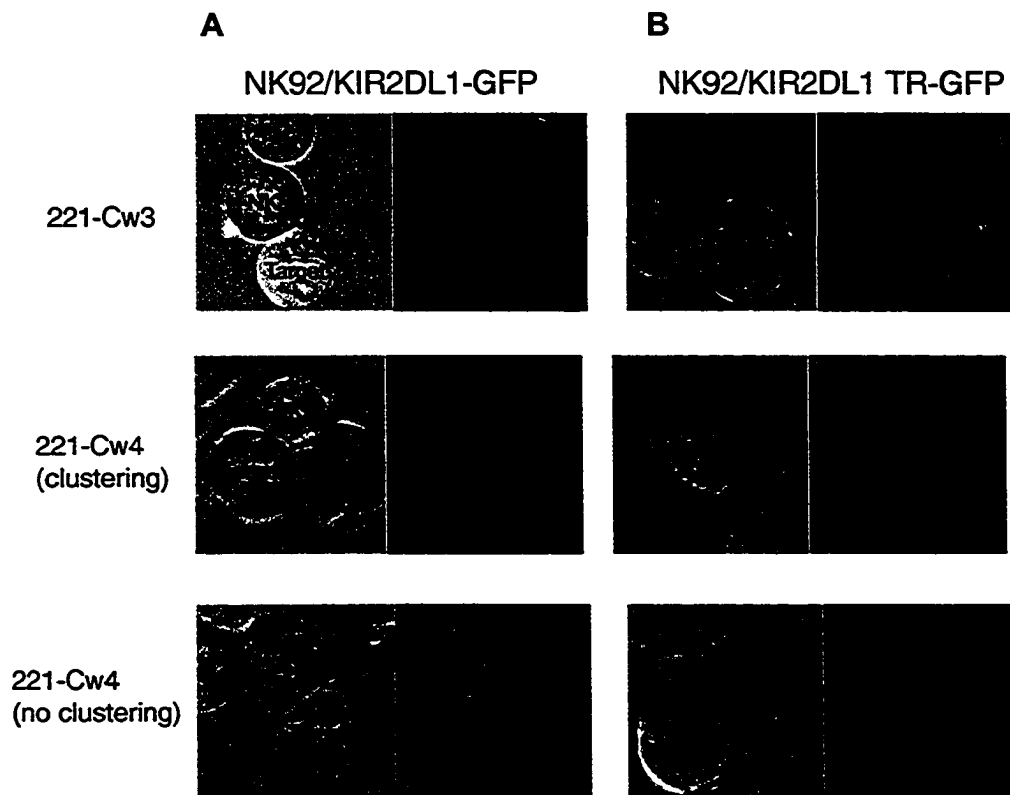 A
B
NK92/KIR2DL1-GFP
NK92/KIR2DL1 TR-GFP
221-Cw3
NK
Target
221-Cw4
(clustering)
221-Cw4
(no clustering)